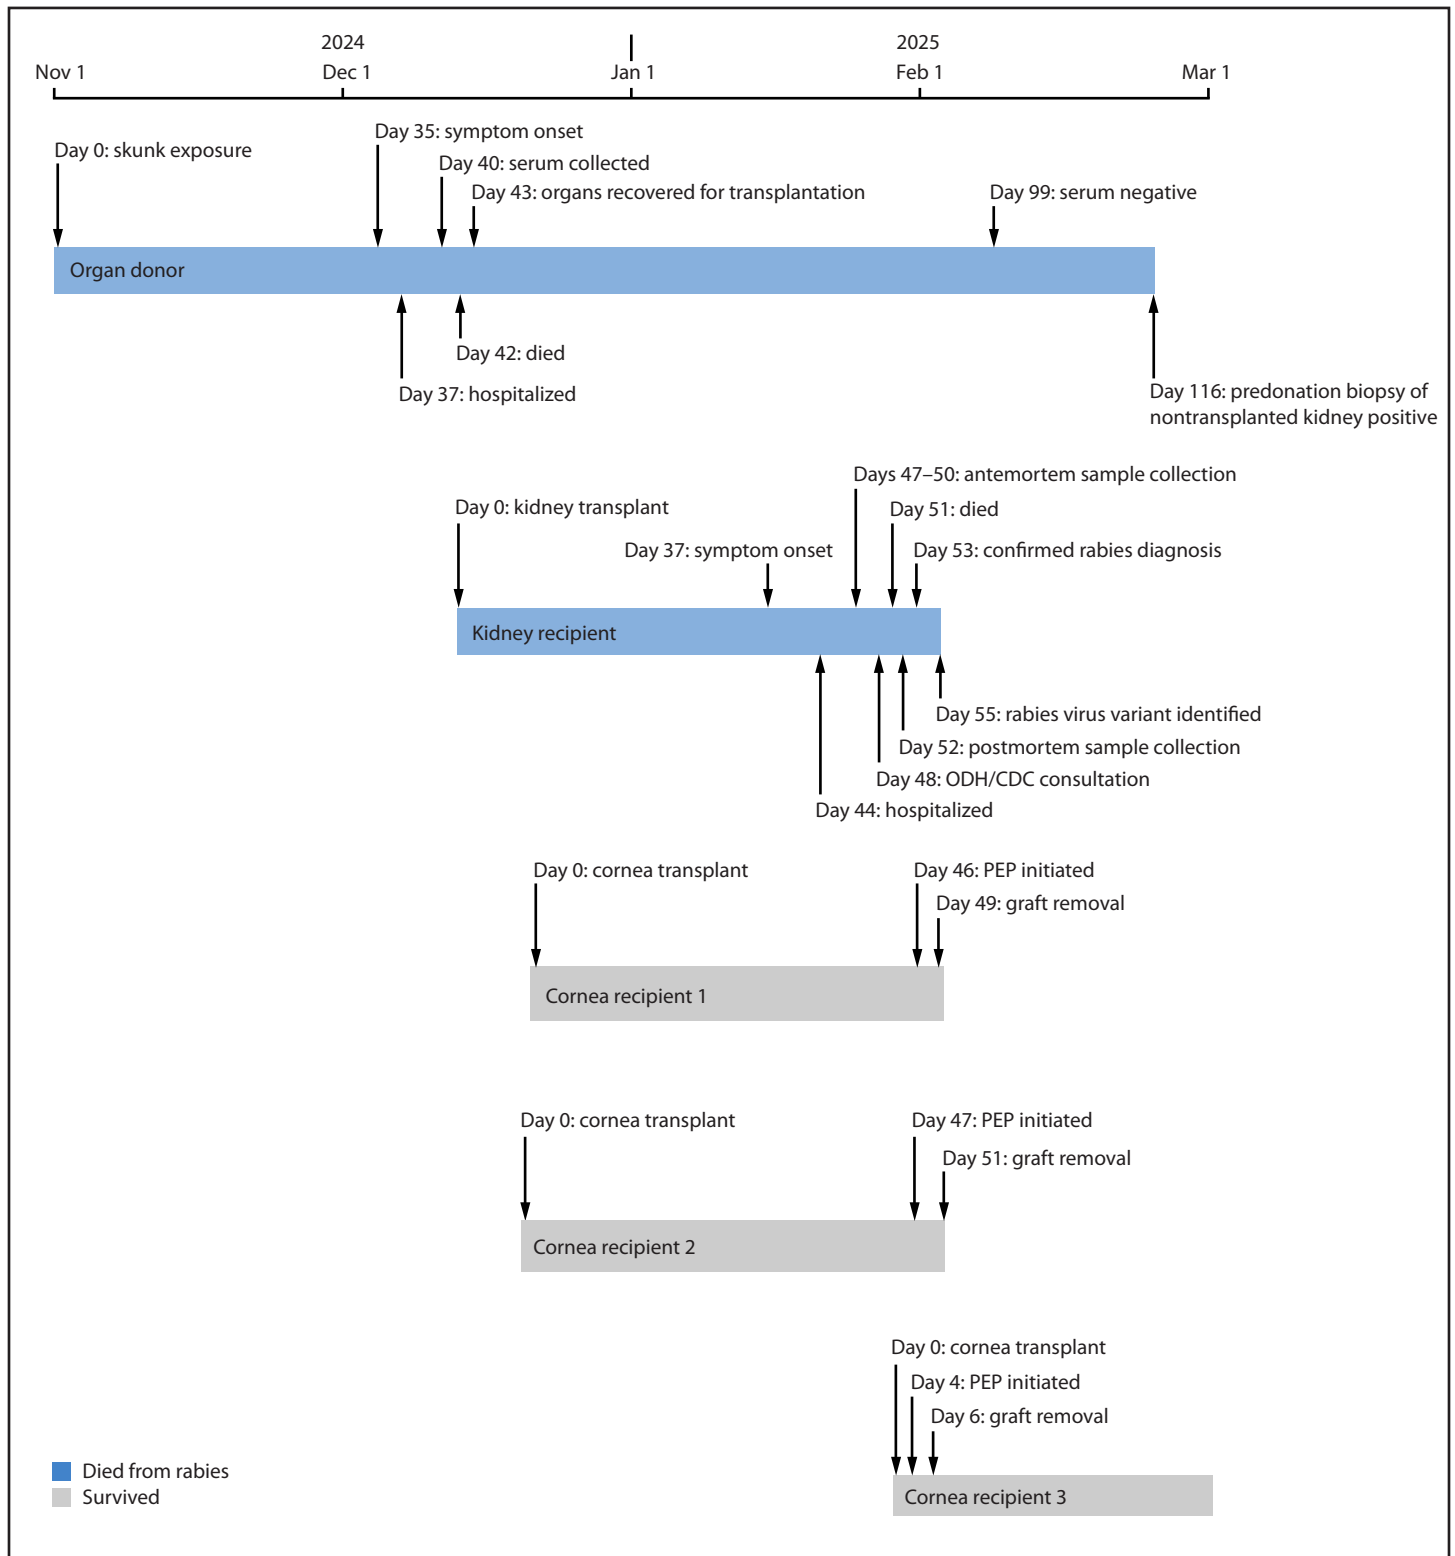 2024
2025
Nov 1
Dec 1
Jan 1
Feb 1
Mar 1
Day 35: symptom onset
Day 0: skunk exposure
Day 40: serum collected
Day 43: organs recovered for transplantation
Day 99: serum negative
Organ donor
Day 42: died
Day 37: hospitalized
Day 116: predonation biopsy of
nontransplanted kidney positive
Days 47–50: antemortem sample collection
Day 0: kidney transplant
Day 51: died
Day 37: symptom onset
Day 53: confirmed rabies diagnosis
Kidney recipient
Day 55: rabies virus variant identified
Day 52: postmortem sample collection
Day 48: ODH/CDC consultation
Day 44: hospitalized
Day 0: cornea transplant
Day 46: PEP initiated
Day 49: graft removal
Cornea recipient 1
Day 0: cornea transplant
Day 47: PEP initiated
Day 51: graft removal
Cornea recipient 2
Day 0: cornea transplant
Day 4: PEP initiated
Day 6: graft removal
Cornea recipient 3
Died from rabies
Survived